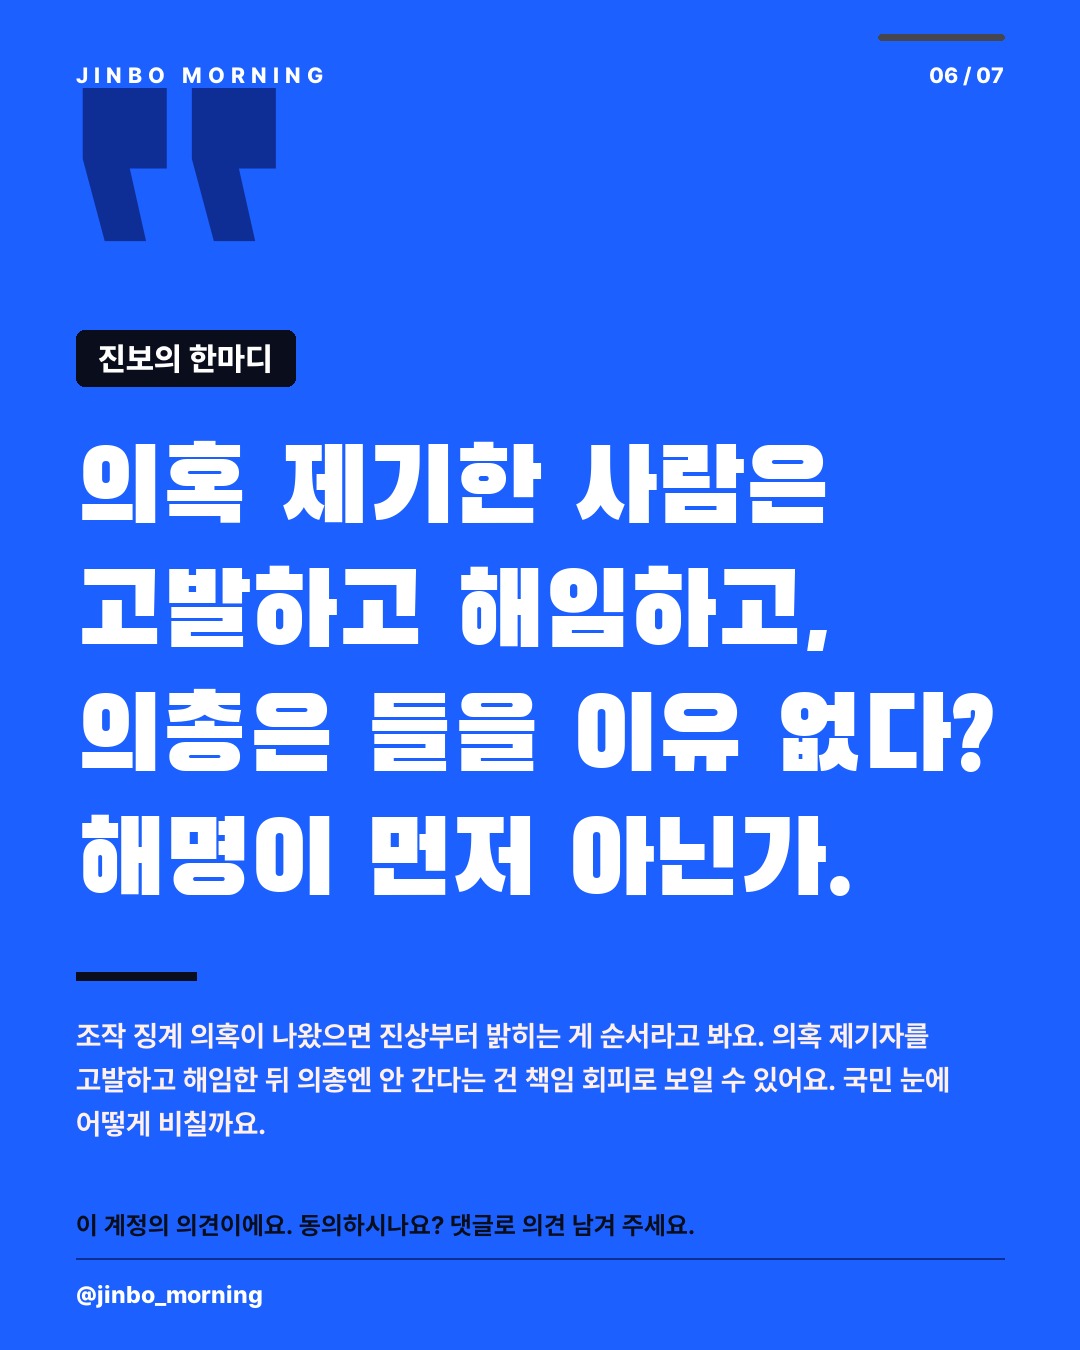 JINBO MORNING
06 / 07
진보의 한마디
의혹 제기한 사람은
고발하고 해임하고,
의총은 들을 이유 없다?
해명이 먼저 아닌가.
조작 징계 의혹이 나왔으면 진상부터 밝히는 게 순서라고 봐요. 의혹 제기자를
고발하고 해임한 뒤 의총엔 안 간다는 건 책임 회피로 보일 수 있어요. 국민 눈에
어떻게 비칠까요.
이 계정의 의견이에요. 동의하시나요? 댓글로 의견 남겨 주세요.
@jinbo_morning